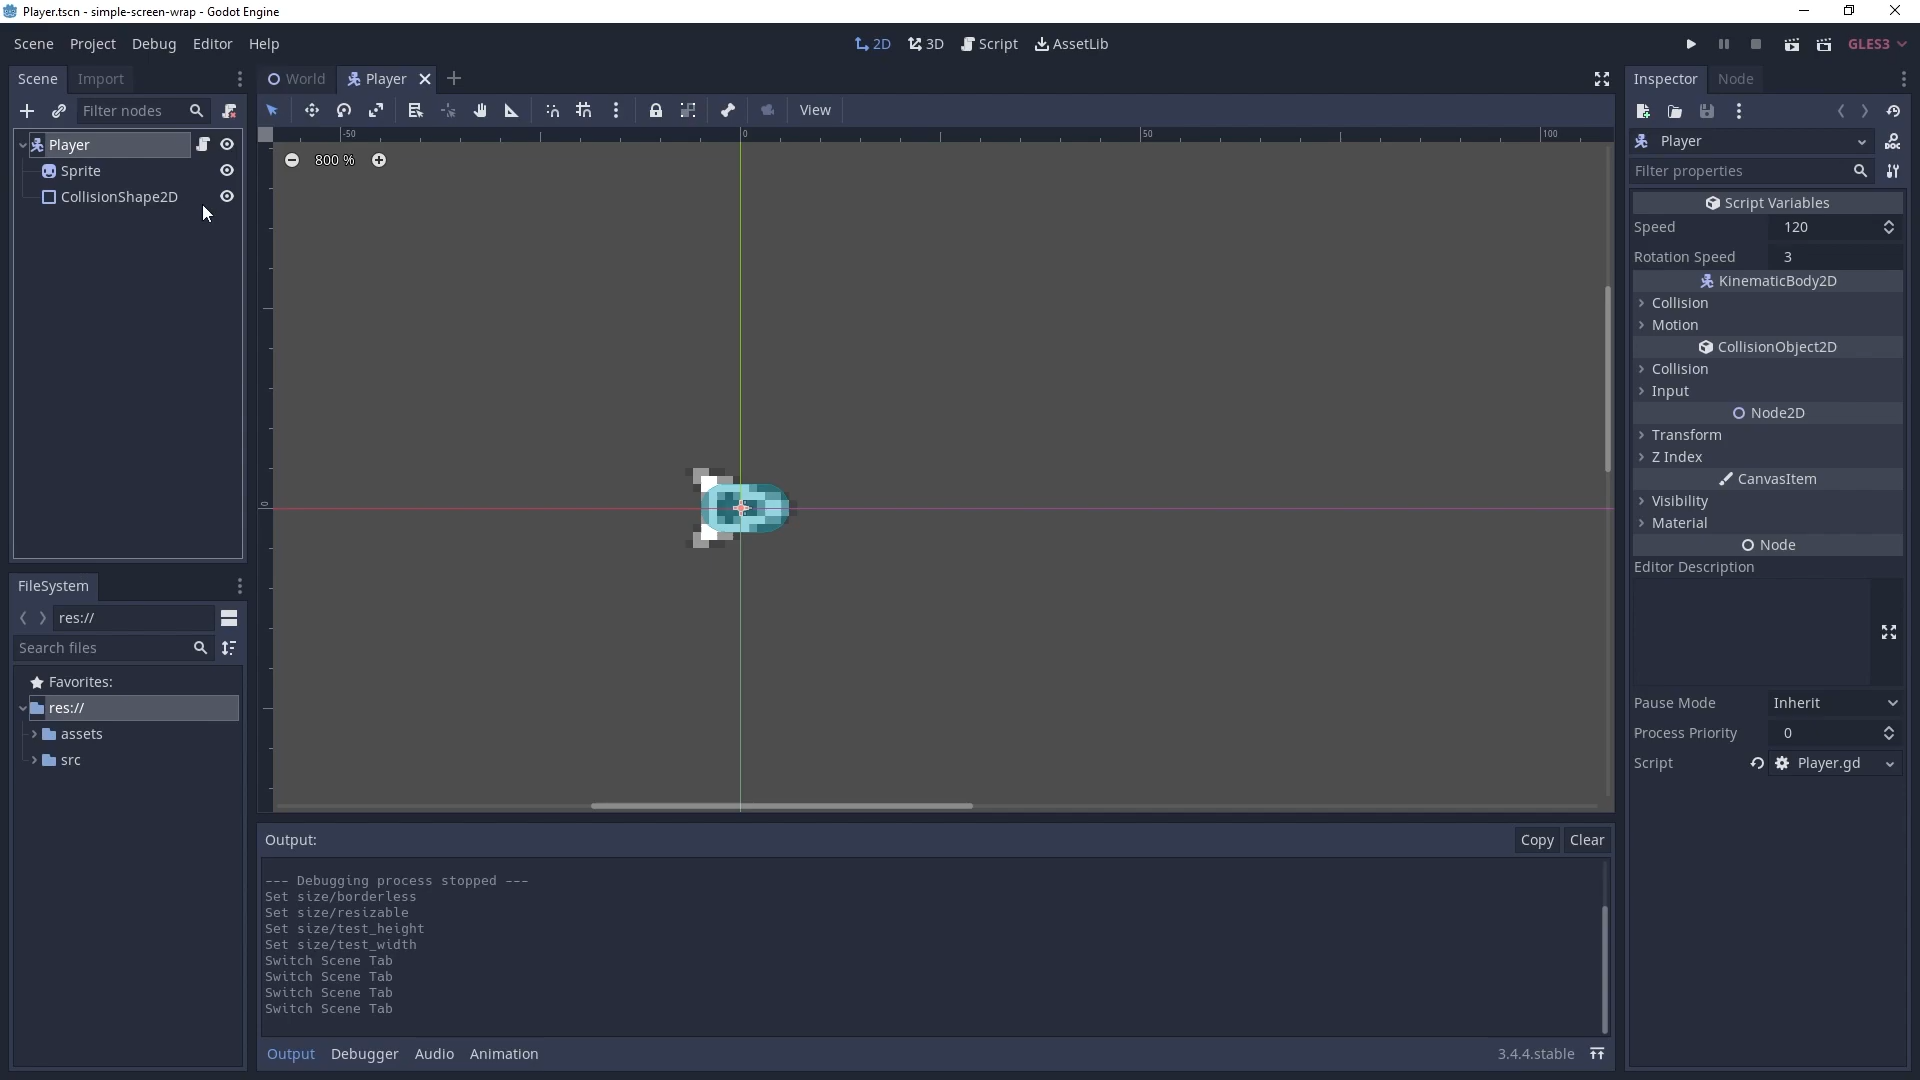 Player.tscn - simple-screen-wrap - Godot Engine
Scene Project Debug Editor Help
2D 3D Script AssetLib
GLES3
Scene Import
World Player
Filter nodes
View
Player
Sprite
CollisionShape2D
-50 0 50 100
800 %
0
FileSystem
res://
Search files
Favorites:
res://
assets
src
Output:
Copy Clear
--- Debugging process stopped ---
Set size/borderless
Set size/resizable
Set size/test_height
Set size/test_width
Switch Scene Tab
Switch Scene Tab
Switch Scene Tab
Switch Scene Tab
Output Debugger Audio Animation
3.4.4.stable
Inspector Node
Player
Filter properties
Script Variables
Speed 120
Rotation Speed 3
KinematicBody2D
Collision
Motion
CollisionObject2D
Collision
Input
Node2D
Transform
Z Index
CanvasItem
Visibility
Material
Node
Editor Description
Pause Mode Inherit
Process Priority 0
Script Player.gd